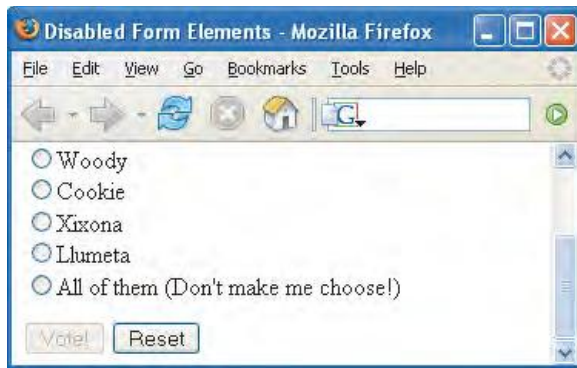 Disabled Form Elements - Mozilla Firefox
File Edit View Go Bookmarks Tools Help
G
Woody
Cookie
Xixona
Llumeta
All of them (Don't make me choose!)
Vote! Reset